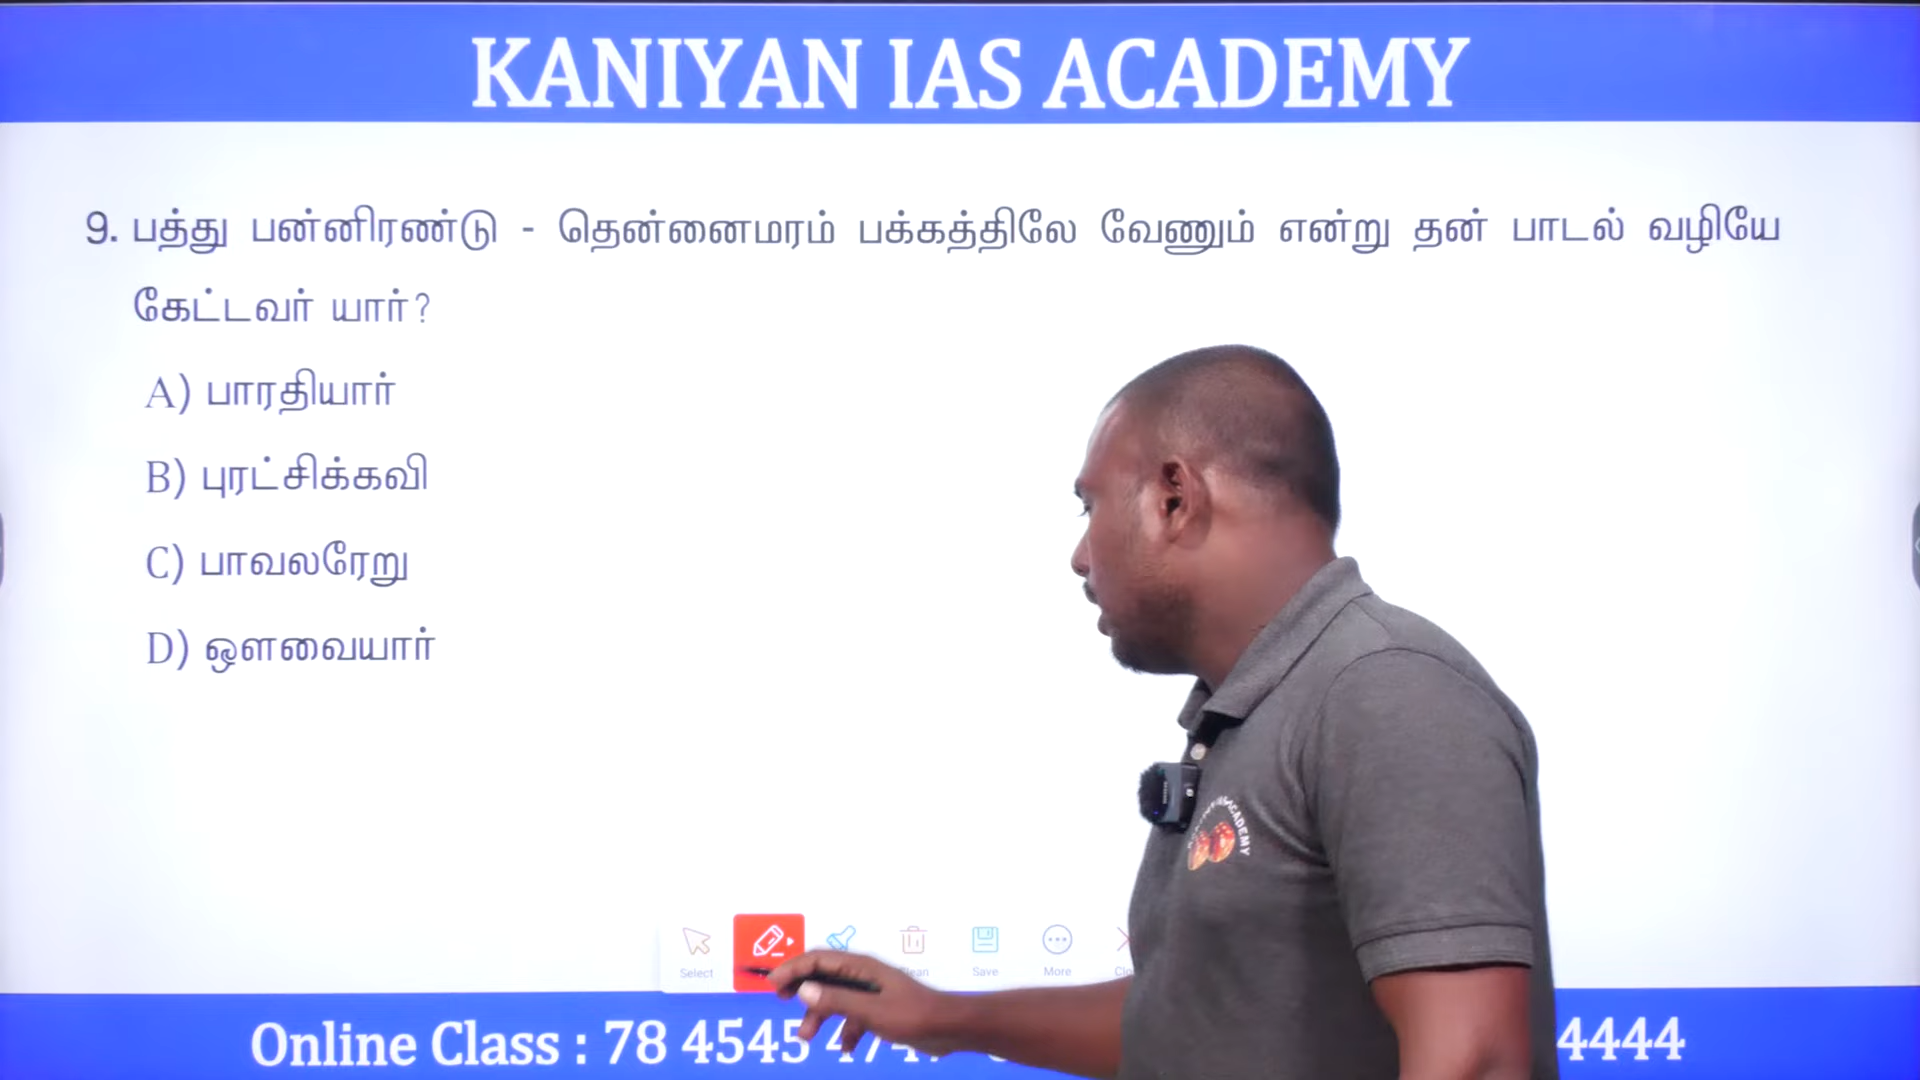 KANIYAN IAS ACADEMY
9. பத்து பன்னிரண்டு - தென்னைமரம் பக்கத்திலே வேணும் என்று தன் பாடல் வழியே
கேட்டவர் யார்?
A) பாரதியார்
B) புரட்சிக்கவி
C) பாவலரேறு
D) ஔவையார்
ACADEMY
Select
Save
More
Online Class : 78 4545
4444